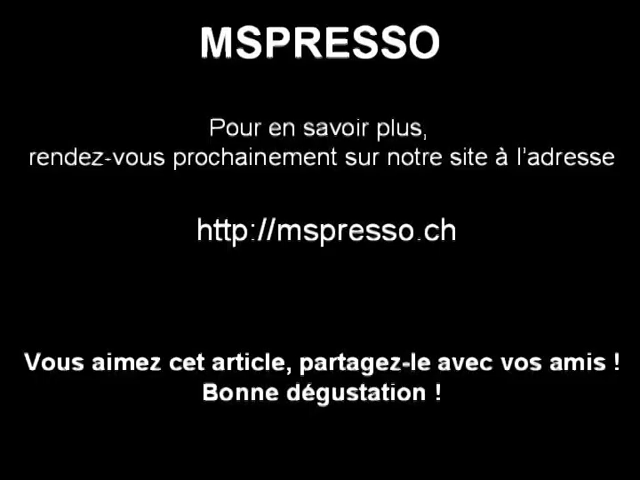 MSPRESSO
Pour en savoir plus,
rendez-vous prochainement sur notre site à l'adresse
http://mspresso.ch
Vous aimez cet article, partagez-le avec vos amis !
Bonne dégustation !